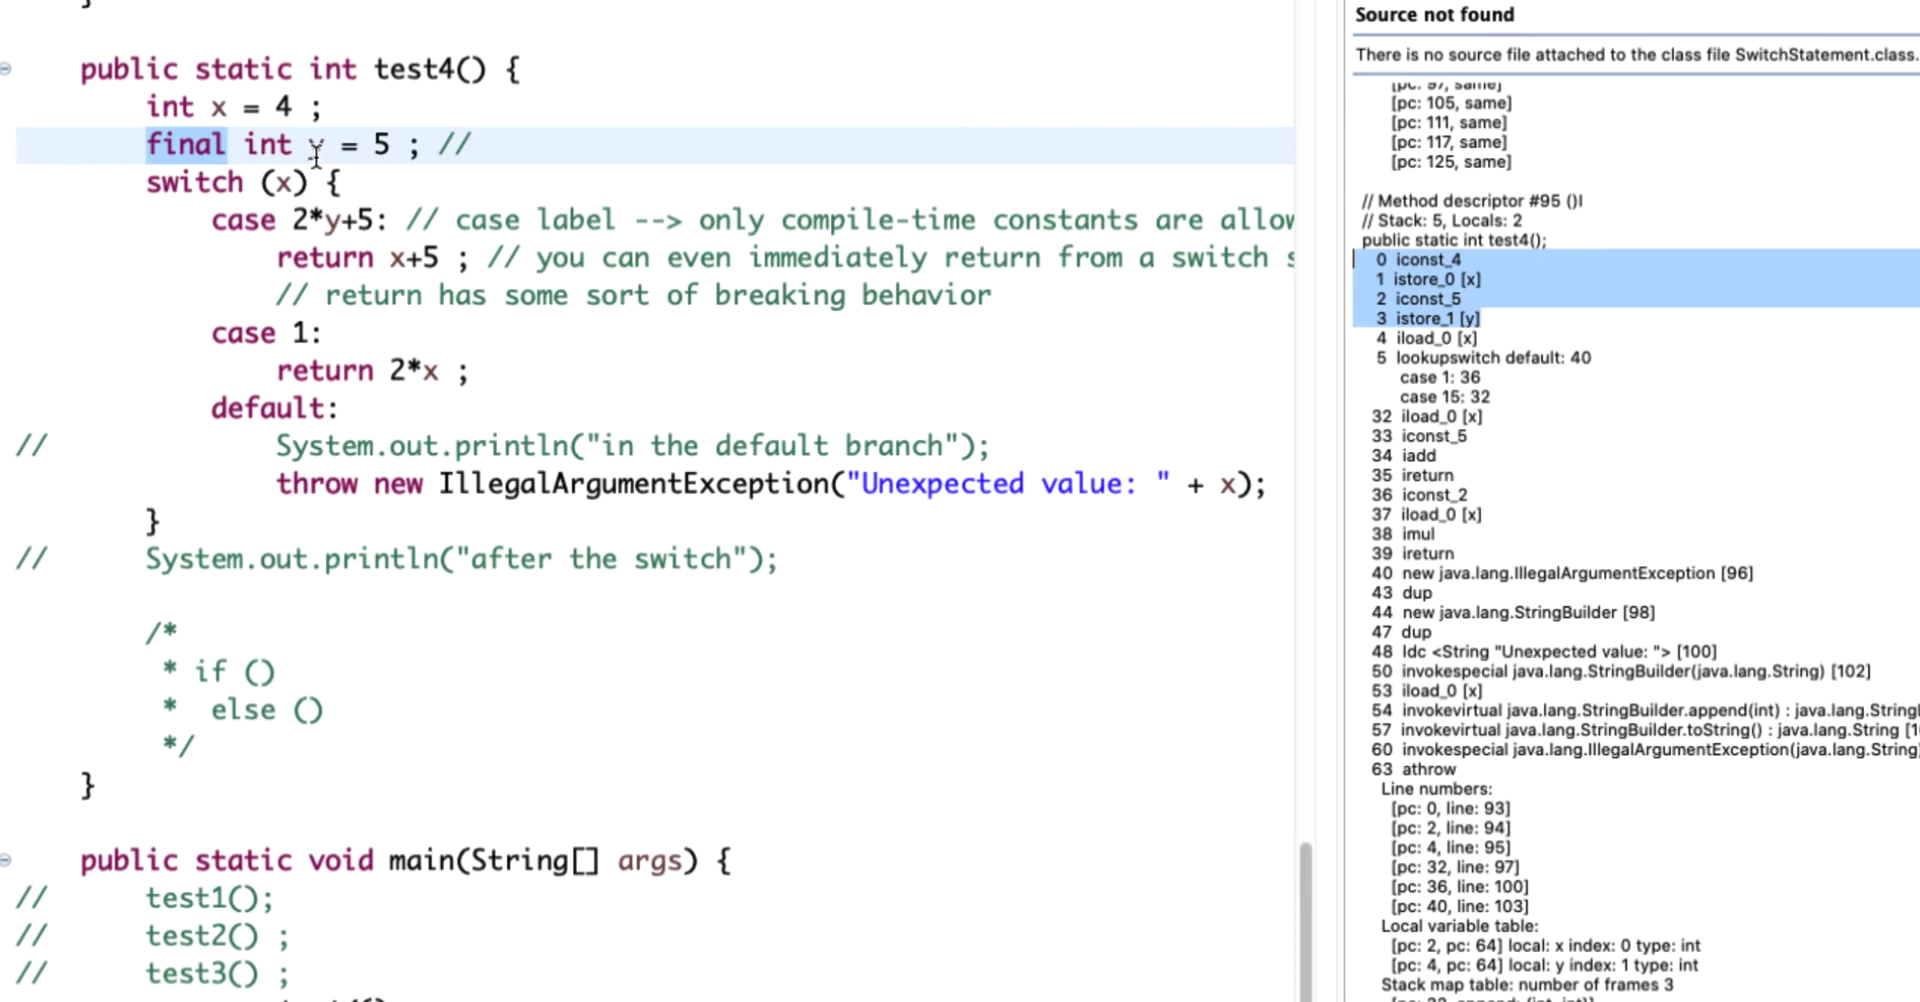 }
public static int test4() {
int x = 4 ;
final int y = 5 ; //
switch (x) {
case 2*y+5: // case label --> only compile-time constants are allow
return x+5 ; // you can even immediately return from a switch s
// return has some sort of breaking behavior
case 1:
return 2*x ;
default:
// System.out.println("in the default branch");
throw new IllegalArgumentException("Unexpected value: " + x);
}
// System.out.println("after the switch");
/*
* if ()
* else ()
*/
}
public static void main(String[] args) {
// test1();
// test2() ;
// test3() ;
Source not found
There is no source file attached to the class file SwitchStatement.class.
[pc: 97, same]
[pc: 105, same]
[pc: 111, same]
[pc: 117, same]
[pc: 125, same]
// Method descriptor #95 ()I
// Stack: 5, Locals: 2
public static int test4();
0 iconst_4
1 istore_0 [x]
2 iconst_5
3 istore_1 [y]
4 iload_0 [x]
5 lookupswitch default: 40
case 1: 36
case 15: 32
32 iload_0 [x]
33 iconst_5
34 iadd
35 ireturn
36 iconst_2
37 iload_0 [x]
38 imul
39 ireturn
40 new java.lang.IllegalArgumentException [96]
43 dup
44 new java.lang.StringBuilder [98]
47 dup
48 ldc <String "Unexpected value: "> [100]
50 invokespecial java.lang.StringBuilder(java.lang.String) [102]
53 iload_0 [x]
54 invokevirtual java.lang.StringBuilder.append(int) : java.lang.String
57 invokevirtual java.lang.StringBuilder.toString() : java.lang.String [1
60 invokespecial java.lang.IllegalArgumentException(java.lang.String)
63 athrow
Line numbers:
[pc: 0, line: 93]
[pc: 2, line: 94]
[pc: 4, line: 95]
[pc: 32, line: 97]
[pc: 36, line: 100]
[pc: 40, line: 103]
Local variable table:
[pc: 2, pc: 64] local: x index: 0 type: int
[pc: 4, pc: 64] local: y index: 1 type: int
Stack map table: number of frames 3